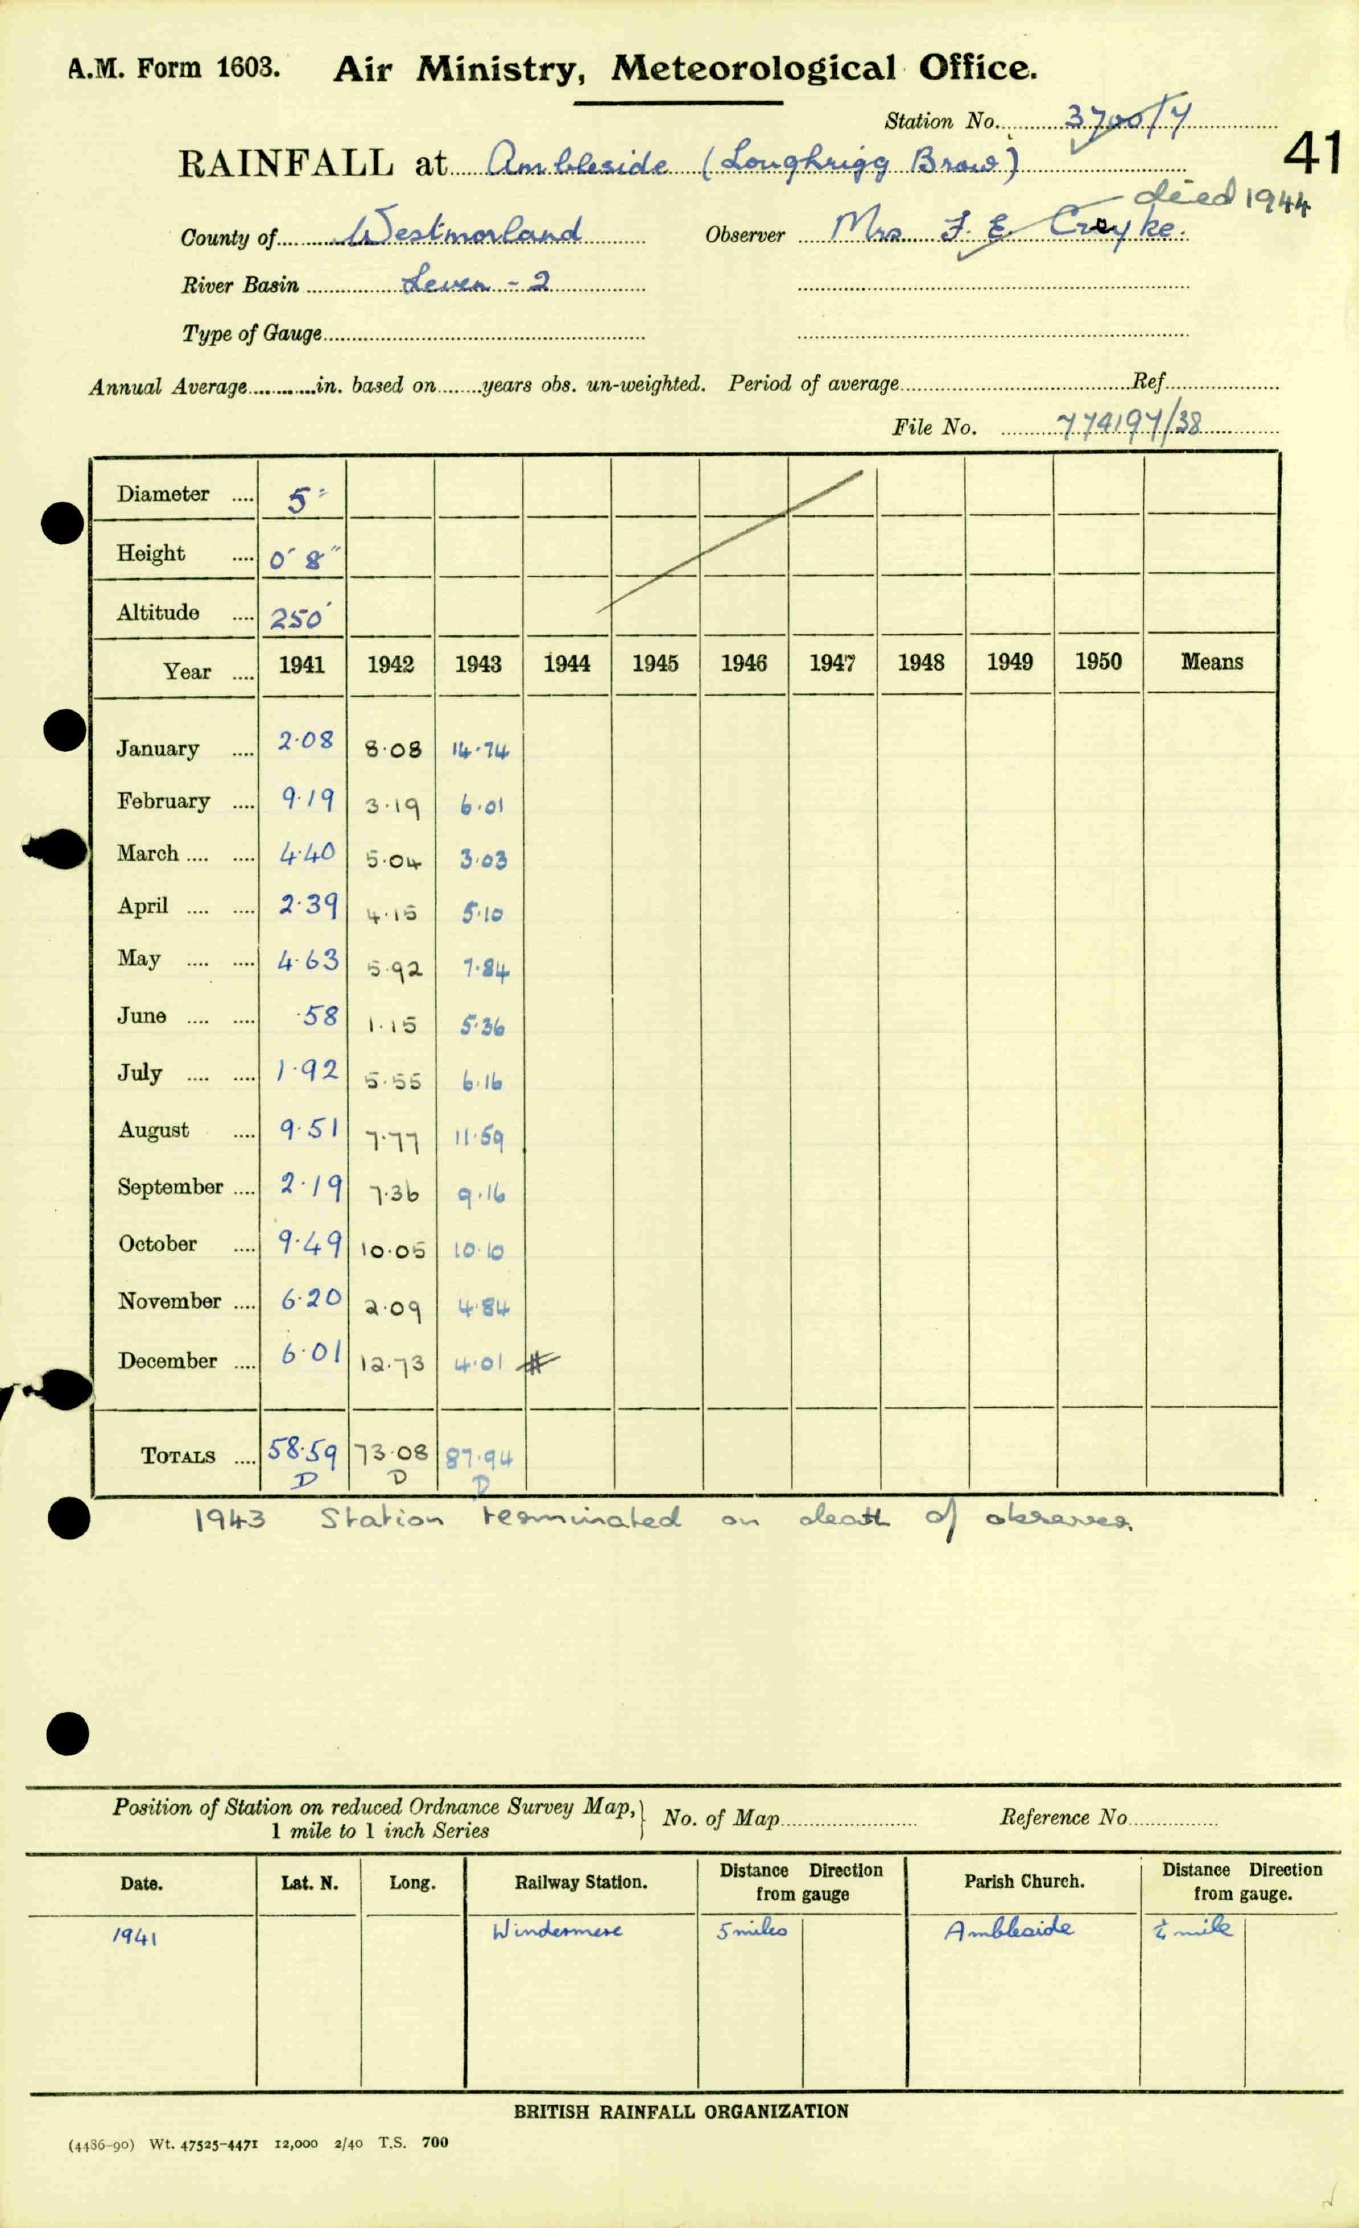 A.M. Form 1603. Air Ministry, Meteorological Office.
Station No. 3700/7
41
RAINFALL at Ambleside (Loughrigg Brow)
died 1944
County of Westmorland Observer Mrs F. E. Croyke.
River Basin Leven - 2
Type of Gauge
Annual Average in. based on years obs. un-weighted. Period of average Ref
File No. 774197/38
Diameter .... 5"
Height .... 0' 8"
Altitude .... 250'
Year .... 1941 1942 1943 1944 1945 1946 1947 1948 1949 1950 Means
January .... 2.08 8.08 14.74
February .... 9.19 3.19 6.01
March .... .... 4.40 5.04 3.03
April .... .... 2.39 4.15 5.10
May .... .... 4.63 5.92 7.84
June .... .... .58 1.15 5.36
July .... .... 1.92 5.55 6.16
August .... 9.51 7.77 11.59
September .... 2.19 7.36 9.16
October .... 9.49 10.05 10.10
November .... 6.20 2.09 4.84
December .... 6.01 12.73 4.01 #
TOTALS .... 58.59 73.08 87.94
D D D
1943 Station terminated on death of observer.
Position of Station on reduced Ordnance Survey Map, } No. of Map Reference No
1 mile to 1 inch Series
Date. Lat. N. Long. Railway Station. Distance Direction from gauge Parish Church. Distance Direction from gauge.
1941 Windermere 5 miles Ambleside mile
BRITISH RAINFALL ORGANIZATION
(4486-90) Wt. 47525-4471 12,000 2/40 T.S. 700